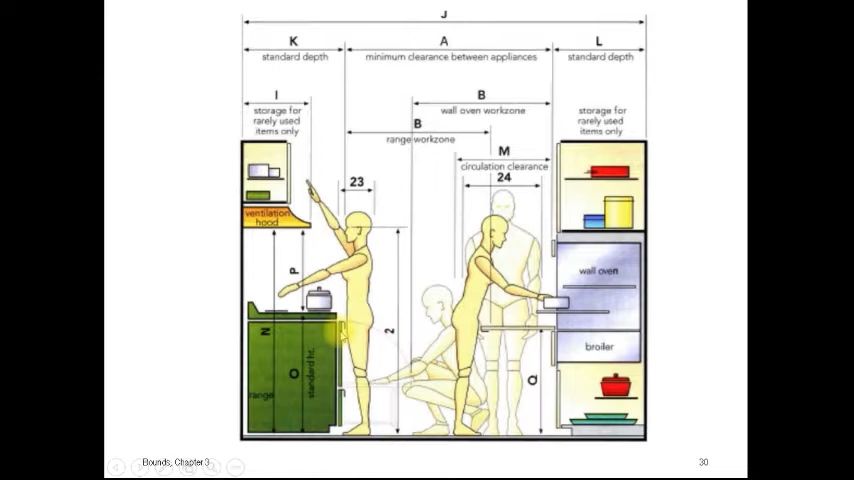 J
K A L
standard depth minimum clearance between appliances standard depth
I B
storage for rarely used items only
wall oven workzone
storage for rarely used items only
B
range workzone
M
circulation clearance
23 24
ventilation hood
P
wall oven
N
2
broiler
O
standard ht.
Q
range
Elounds, Chapter 3 30